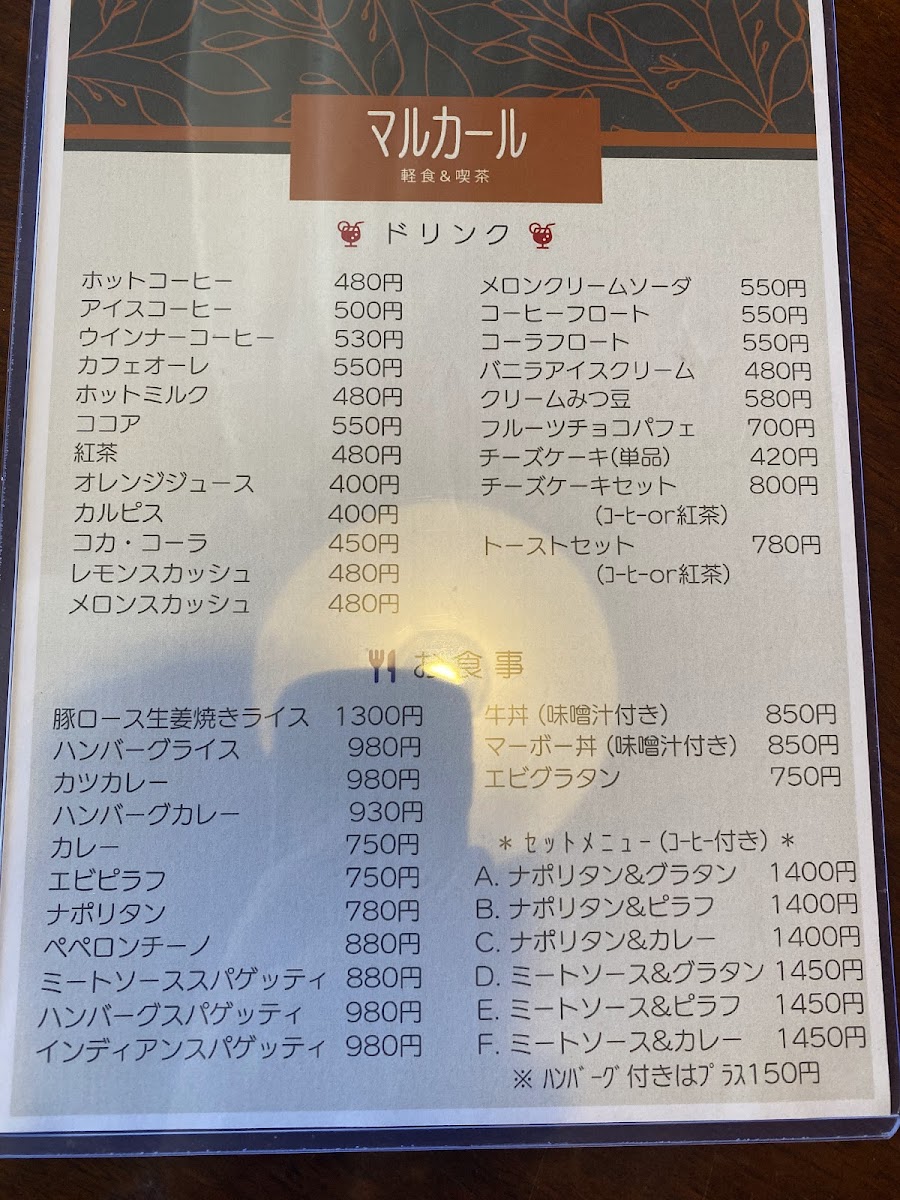 マルカール
軽食&喫茶
ドリンク
ホットコーヒー 480円
アイスコーヒー 500円
ウインナーコーヒー 530円
カフェオーレ 550円
ホットミルク 480円
ココア 550円
紅茶 480円
オレンジジュース 400円
カルピス 400円
コカ・コーラ 450円
レモンスカッシュ 480円
メロンスカッシュ 480円
メロンクリームソーダ 550円
コーヒーフロート 550円
コーラフロート 550円
バニラアイスクリーム 480円
クリームみつ豆 580円
フルーツチョコパフェ 700円
チーズケーキ(単品) 420円
チーズケーキセット 800円
(ｺｰﾋｰor紅茶)
トーストセット 780円
(ｺｰﾋｰor紅茶)
お食事
豚ロース生姜焼きライス 1300円
ハンバーグライス 980円
カツカレー 980円
ハンバーグカレー 930円
カレー 750円
エビピラフ 750円
ナポリタン 780円
ペペロンチーノ 880円
ミートソーススパゲッティ 880円
ハンバーグスパゲッティ 980円
インディアンスパゲッティ 980円
牛丼(味噌汁付き) 850円
マーボー丼(味噌汁付き) 850円
エビグラタン 750円
＊ｾｯﾄﾒﾆｭｰ(ｺｰﾋｰ付き)＊
A. ナポリタン&グラタン 1400円
B. ナポリタン&ピラフ 1400円
C. ナポリタン&カレー 1400円
D. ミートソース&グラタン 1450円
E. ミートソース&ピラフ 1450円
F. ミートソース&カレー 1450円
※ ﾊﾝﾊﾞｰｸﾞ付きはﾌﾟﾗｽ150円